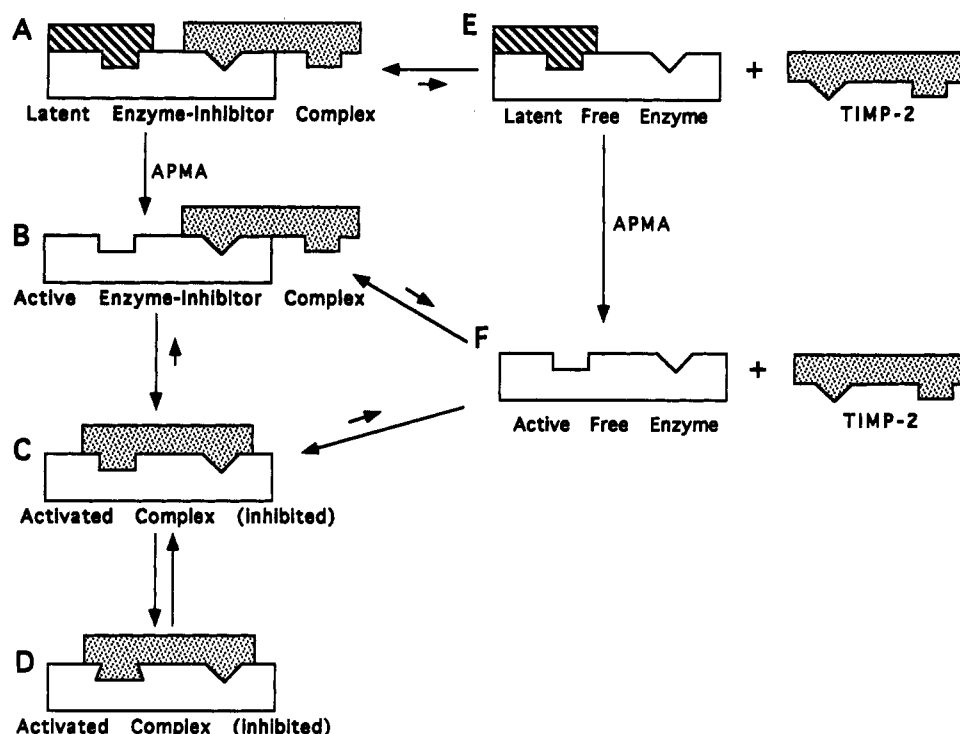 A
Latent Enzyme-Inhibitor Complex
E
Latent Free Enzyme
+
TIMP-2
APMA
APMA
B
Active Enzyme-Inhibitor Complex
F
Active Free Enzyme
+
TIMP-2
C
Activated Complex (inhibited)
D
Activated Complex (inhibited)